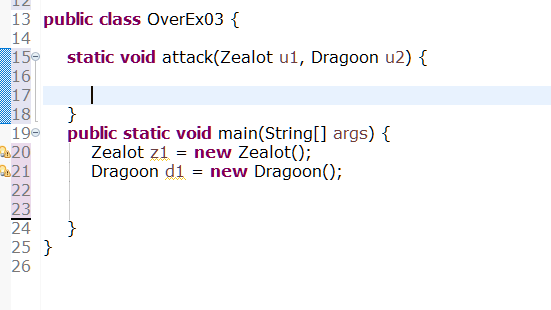 12
13 public class OverEx03 {
14
15 static void attack(Zealot u1, Dragoon u2) {
16
17
18 }
19 public static void main(String[] args) {
20 Zealot z1 = new Zealot();
21 Dragoon d1 = new Dragoon();
22
23
24 }
25 }
26